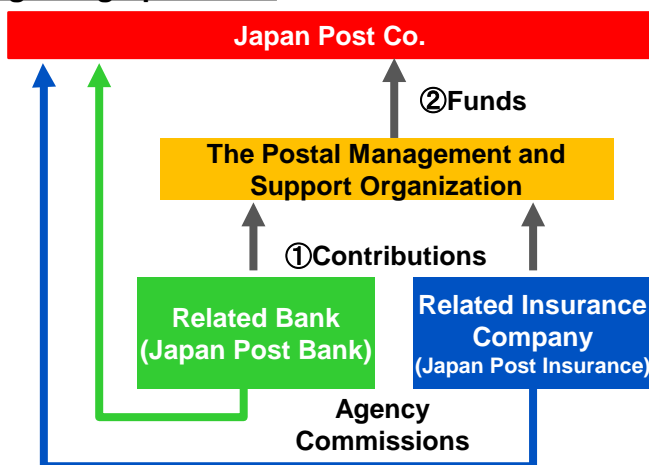 Japan Post Co.
②Funds
The Postal Management and
Support Organization
①Contributions
Related Bank
(Japan Post Bank)
Related Insurance
Company
(Japan Post Insurance)
Agency
Commissions